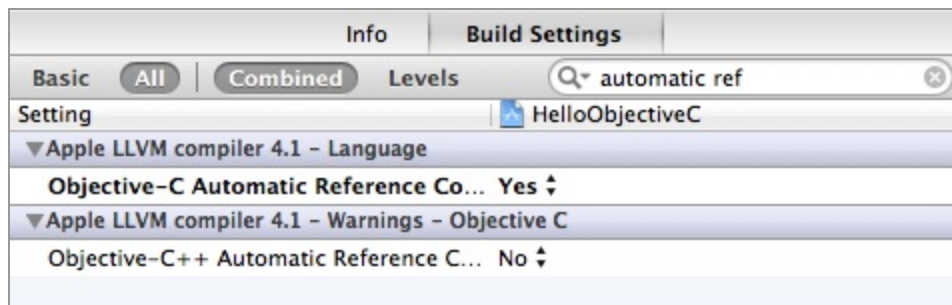 Info Build Settings
Basic All Combined Levels automatic ref
Setting HelloObjectiveC
Apple LLVM compiler 4.1 – Language
Objective-C Automatic Reference Co... Yes
Apple LLVM compiler 4.1 – Warnings – Objective C
Objective-C++ Automatic Reference C... No